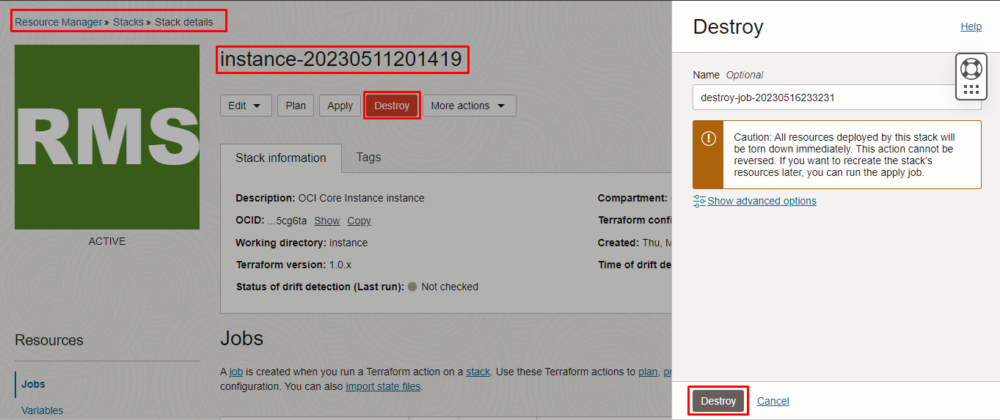 Resource Manager » Stacks » Stack details
RMS
ACTIVE
instance-20230511201419
Edit Plan Apply Destroy More actions
Stack information Tags
Description: OCI Core Instance instance
OCID: ...5cg6ta Show Copy
Working directory: instance
Terraform version: 1.0.x
Status of drift detection (Last run): Not checked
Compartment:
Terraform confi
Created: Thu, M
Time of drift de
Resources
Jobs
Variables
Jobs
A job is created when you run a Terraform action on a stack. Use these Terraform actions to plan, pr
configuration. You can also import state files.
Destroy
Help
Name Optional
destroy-job-20230516233231
Caution: All resources deployed by this stack will
be torn down immediately. This action cannot be
reversed. If you want to recreate the stack's
resources later, you can run the apply job.
Show advanced options
Destroy Cancel